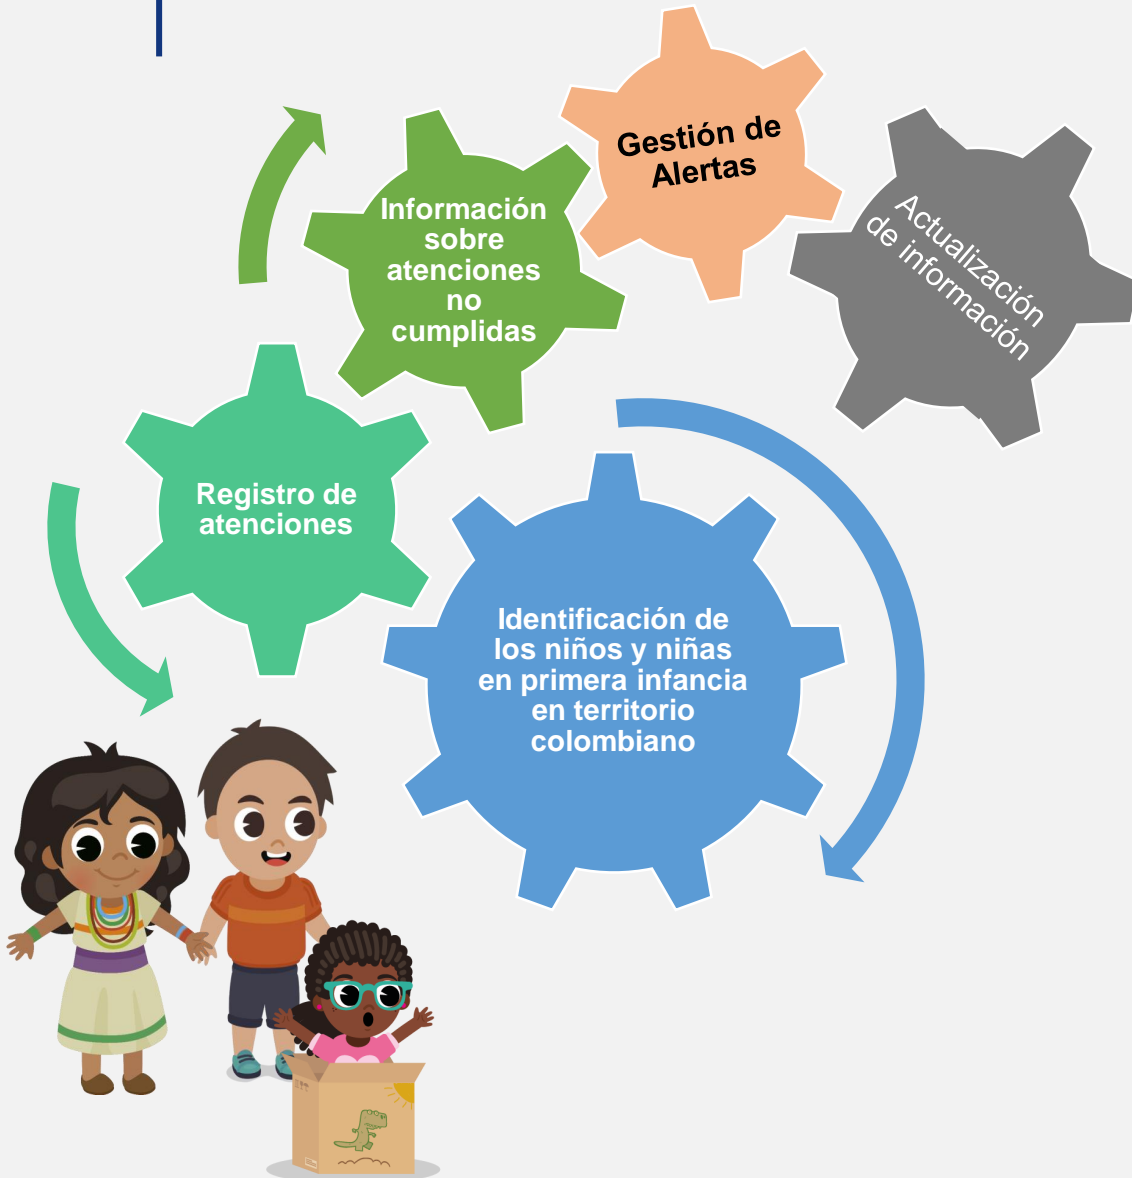 Gestión de
Alertas
Información
sobre
atenciones
no
cumplidas
Actualización
de información
Registro de
atenciones
Identificación de
los niños y niñas
en primera infancia
en territorio
colombiano